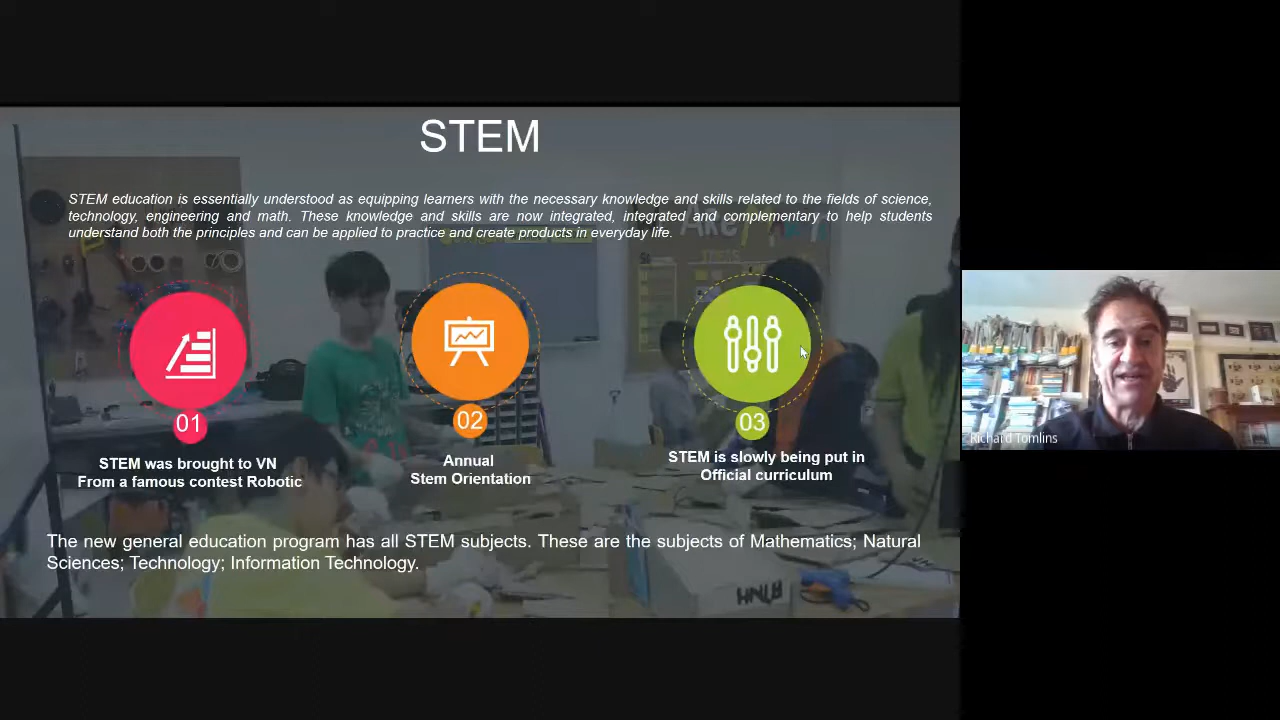 STEM
STEM education is essentially understood as equipping learners with the necessary knowledge and skills related to the fields of science,
technology, engineering and math. These knowledge and skills are now integrated, integrated and complementary to help students
understand both the principles and can be applied to practice and create products in everyday life.
01
STEM was brought to VN
From a famous contest Robotic
02
Annual
Stem Orientation
03
STEM is slowly being put in
Official curriculum
The new general education program has all STEM subjects. These are the subjects of Mathematics; Natural
Sciences; Technology; Information Technology.
Richard Tomlins